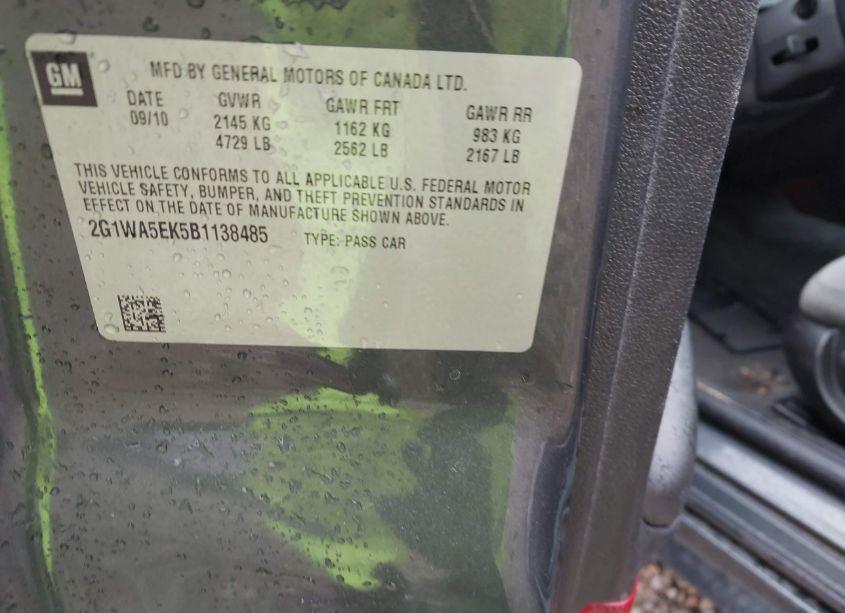 GM
MFD BY GENERAL MOTORS OF CANADA LTD.
DATE GVWR GAWR FRT GAWR RR
09/10 2145 KG 1162 KG 983 KG
4729 LB 2562 LB 2167 LB
THIS VEHICLE CONFORMS TO ALL APPLICABLE U.S. FEDERAL MOTOR
VEHICLE SAFETY, BUMPER, AND THEFT PREVENTION STANDARDS IN
EFFECT ON THE DATE OF MANUFACTURE SHOWN ABOVE.
2G1WA5EK5B1138485 TYPE: PASS CAR